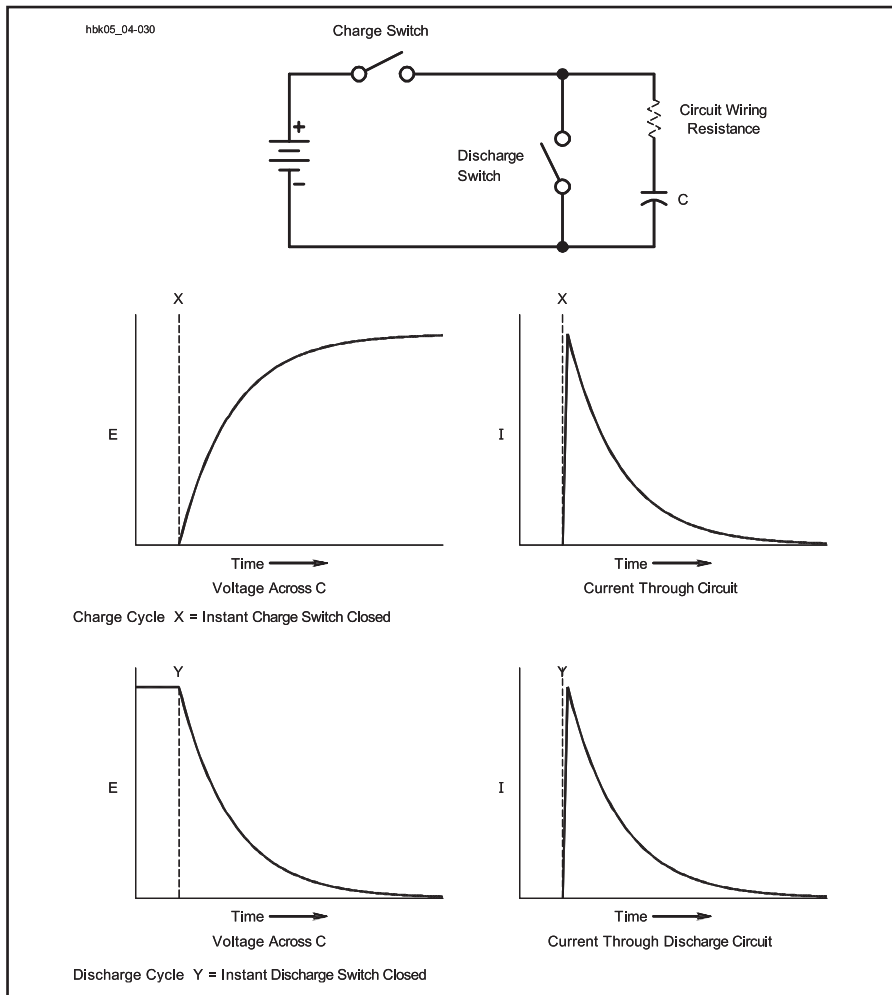 hbk05_04-030
Charge Switch
+
−
Discharge
Switch
Circuit Wiring
Resistance
C
X
E
Time
Voltage Across C
X
I
Time
Current Through Circuit
Charge Cycle X = Instant Charge Switch Closed
Y
E
Time
Voltage Across C
Y
I
Time
Current Through Discharge Circuit
Discharge Cycle Y = Instant Discharge Switch Closed